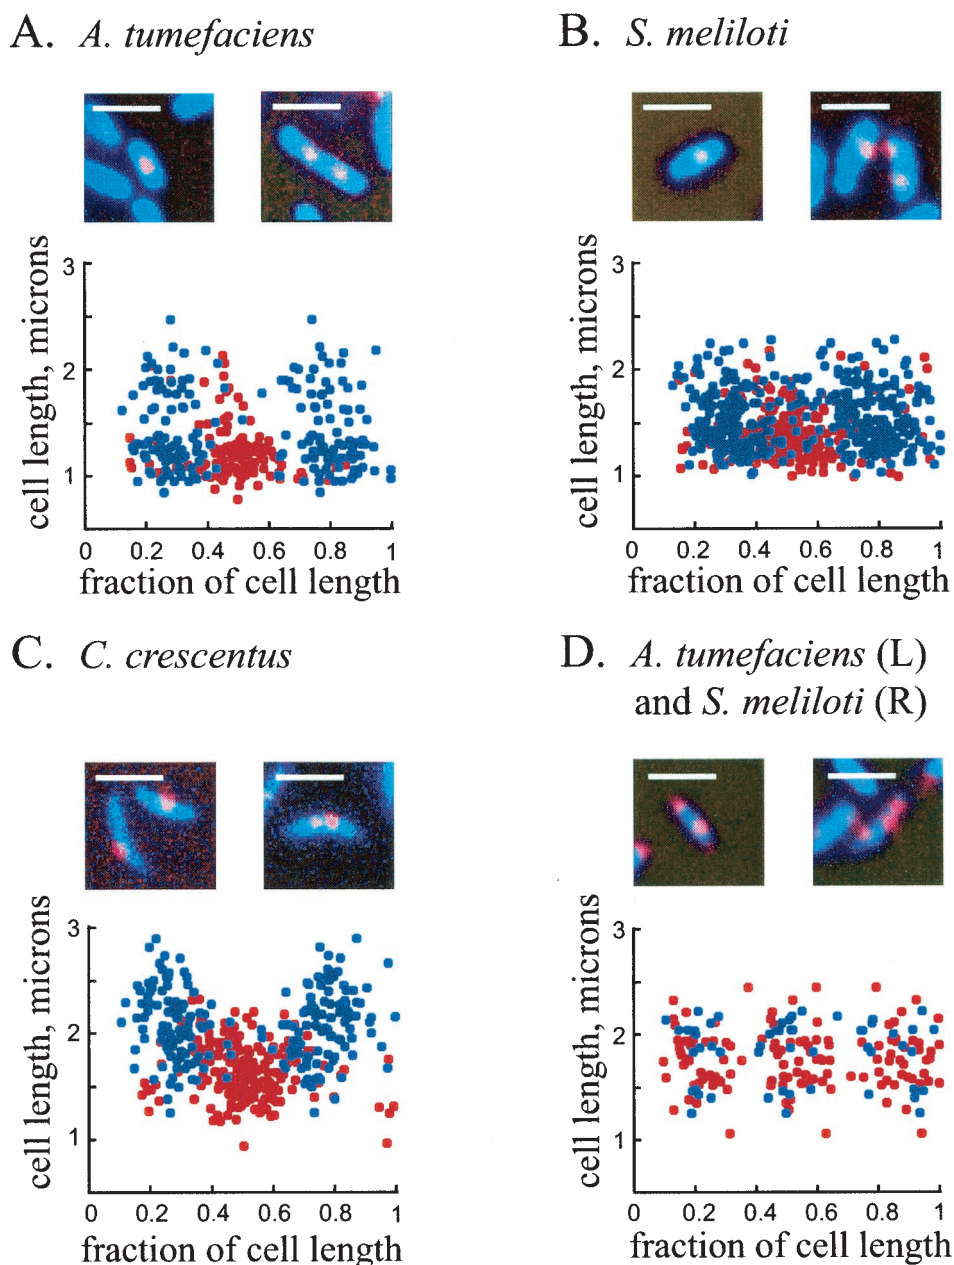 A. A. tumefaciens
B. S. meliloti
cell length, microns
3
2
1
0 0.2 0.4 0.6 0.8 1
fraction of cell length
cell length, microns
3
2
1
0 0.2 0.4 0.6 0.8 1
fraction of cell length
C. C. crescentus
D. A. tumefaciens (L)
and S. meliloti (R)
cell length, microns
3
2
1
0 0.2 0.4 0.6 0.8 1
fraction of cell length
cell length, microns
3
2
1
0 0.2 0.4 0.6 0.8 1
fraction of cell length